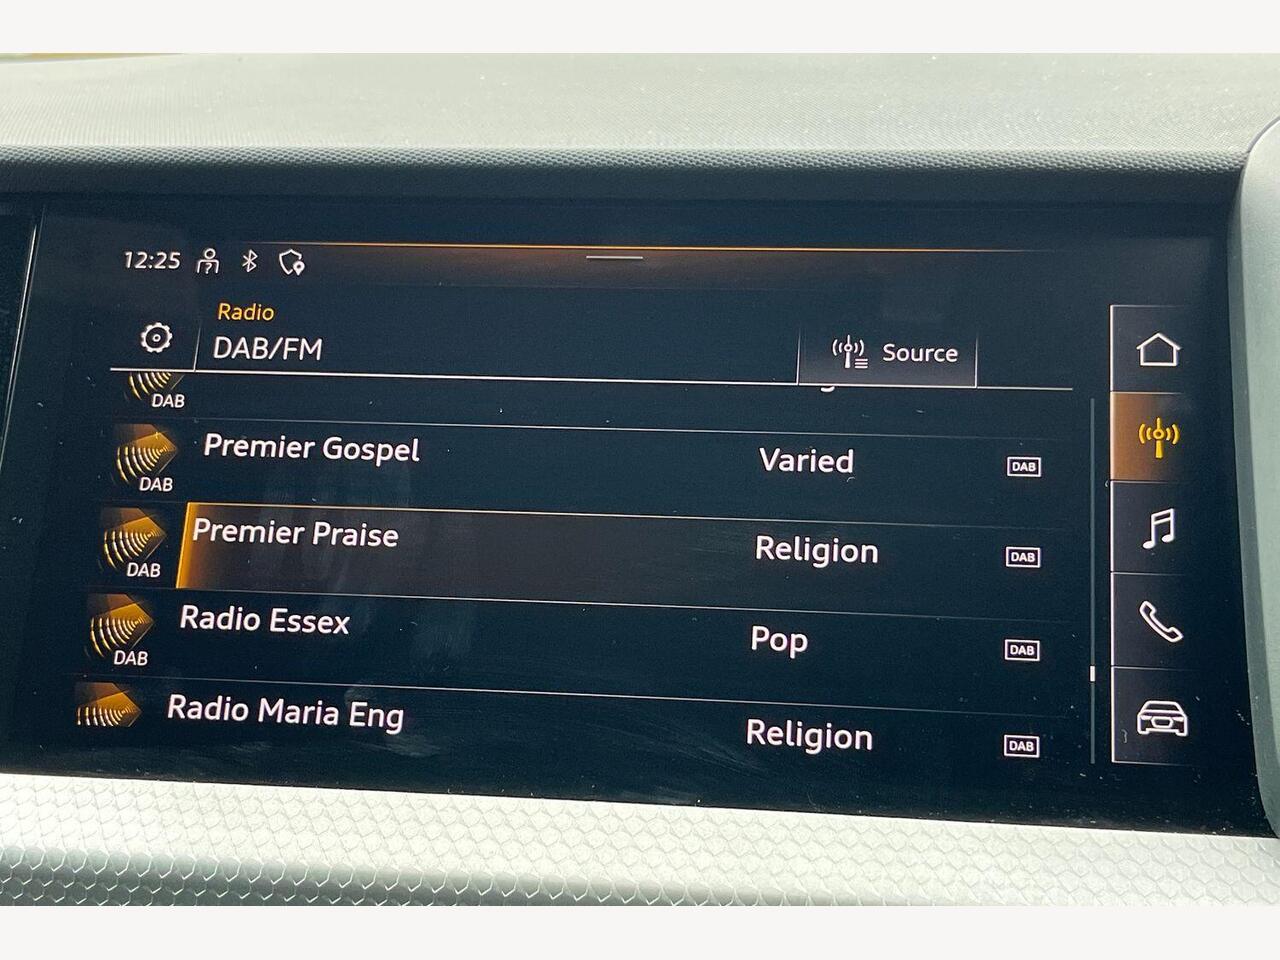 12:25
Radio
DAB/FM
Source
DAB
Premier Gospel Varied DAB
DAB
Premier Praise Religion DAB
DAB
Radio Essex Pop DAB
DAB
Radio Maria Eng Religion DAB